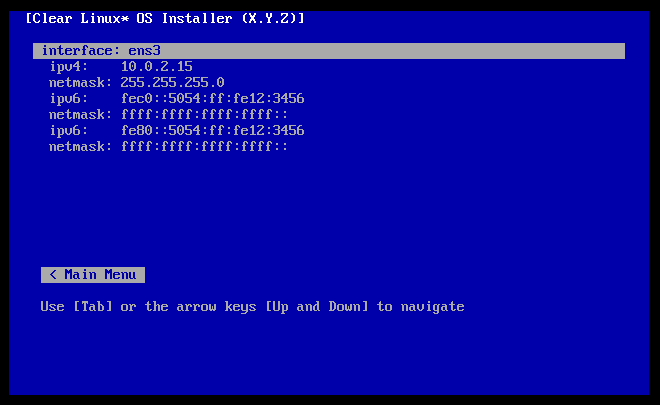 [Clear Linux* OS Installer (X.Y.Z)]
interface: ens3
ipv4: 10.0.2.15
netmask: 255.255.255.0
ipv6: fec0::5054:ff:fe12:3456
netmask: ffff:ffff:ffff:ffff::
ipv6: fe80::5054:ff:fe12:3456
netmask: ffff:ffff:ffff:ffff::
< Main Menu
Use [Tab] or the arrow keys [Up and Down] to navigate